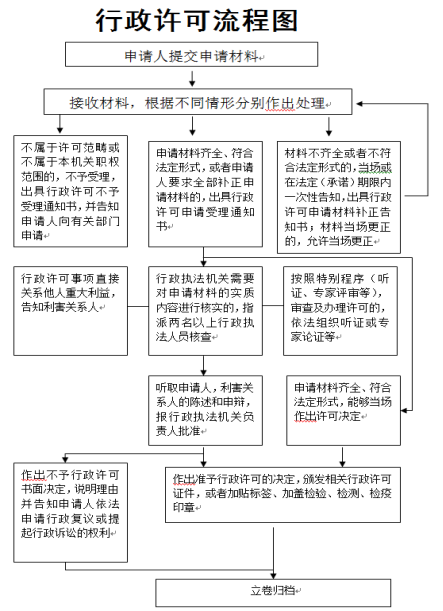 行政许可流程图
申请人提交申请材料
接收材料，根据不同情形分别作出处理
不属于许可范畴或
不属于本机关职权
范围的，不予受理，
出具行政许可不予
受理通知书，并告知
申请人向有关部门
申请
申请材料齐全、符合
法定形式，或者申请
人要求全部补正申请
材料的，出具行政许
可申请受理通知
书
材料不齐全或者不符
合法定形式的，当场或
在法定（承诺）期限内
一次性告知，出具行政
许可申请材料补正告
知书；材料当场更正
的，允许当场更正
行政许可事项直接
关系他人重大利益，
告知利害关系人
行政执法机关需要
对申请材料的实质
内容进行核实的，指
派两名以上行政执
法人员核查
按照特别程序（听
证、专家评审等），
审查及办理许可的，
依法组织听证或专
家论证等
听取申请人，利害关
系人的陈述和申辩，
报行政执法机关负
责人批准
申请材料齐全、符合
法定形式，能够当场
作出许可决定
作出不予行政许可
书面决定，说明理由
并告知申请人依法
申请行政复议或提
起行政诉讼的权利
作出准予行政许可的决定，颁发相关行政许可
证件，或者加贴标签、加盖检验、检测、检疫
印章
立卷归档